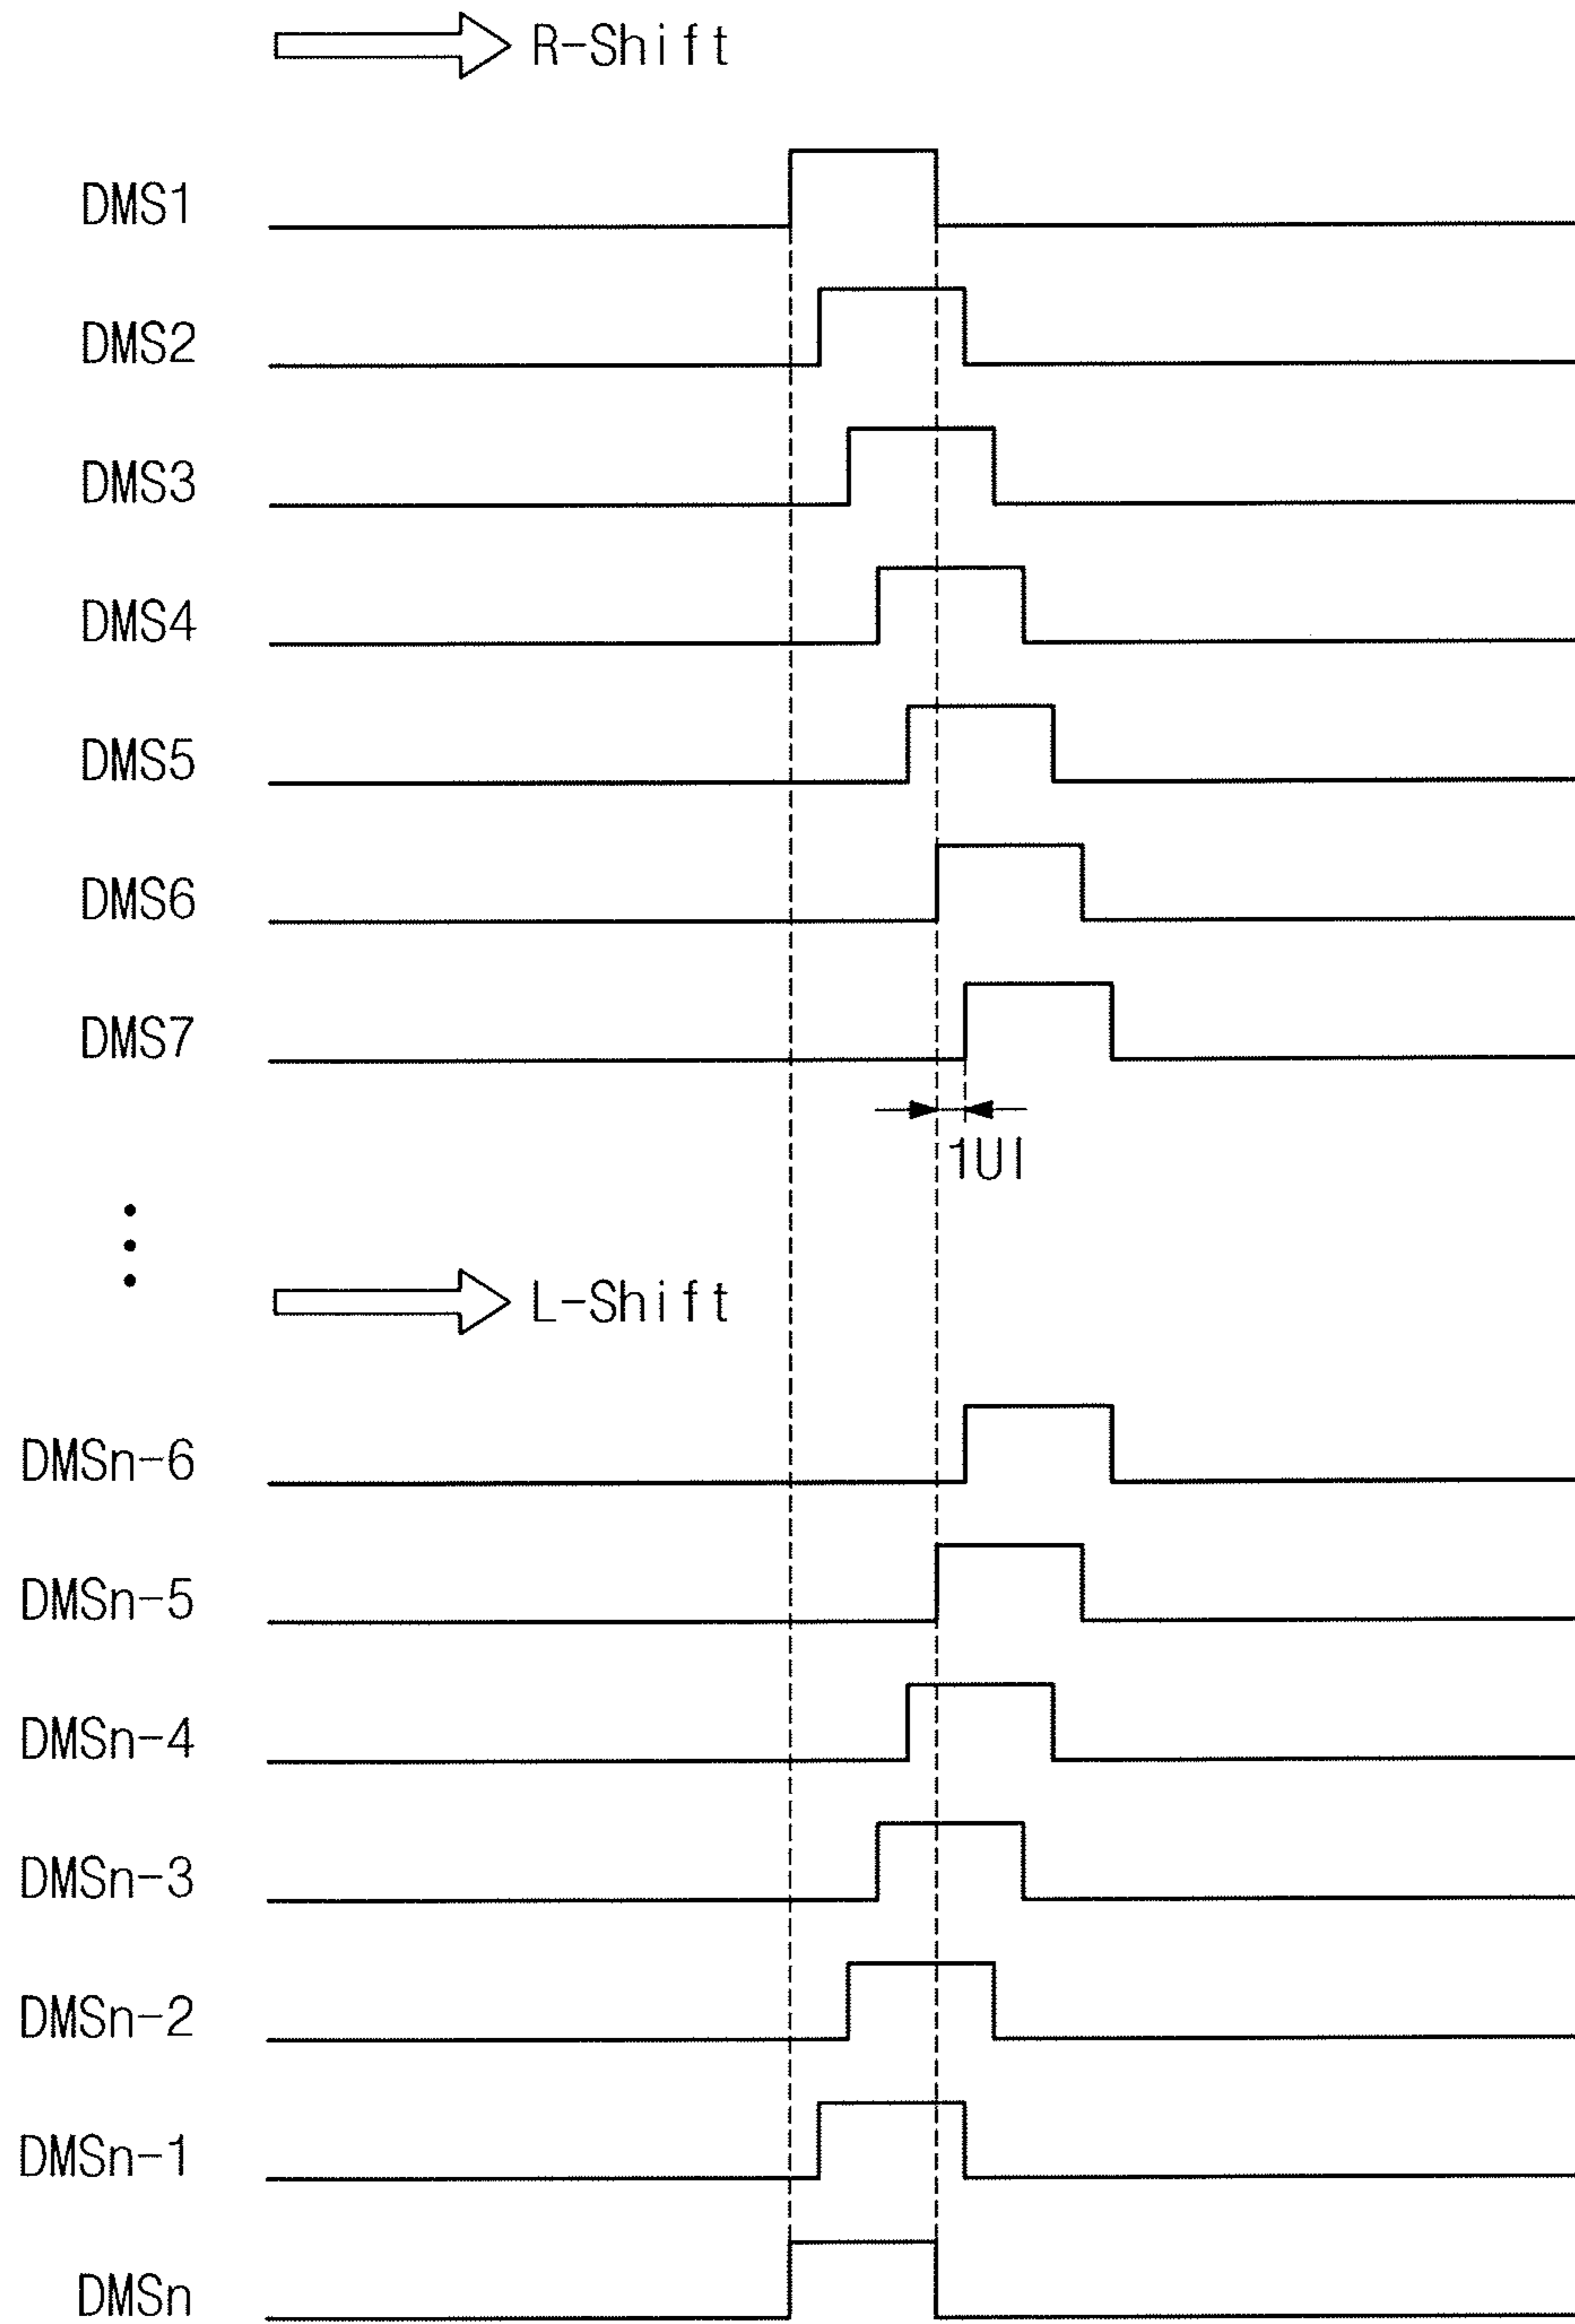 R-Shift
DMS1
DMS2
DMS3
DMS4
DMS5
DMS6
DMS7
1UI
L-Shift
DMSn-6
DMSn-5
DMSn-4
DMSn-3
DMSn-2
DMSn-1
DMSn